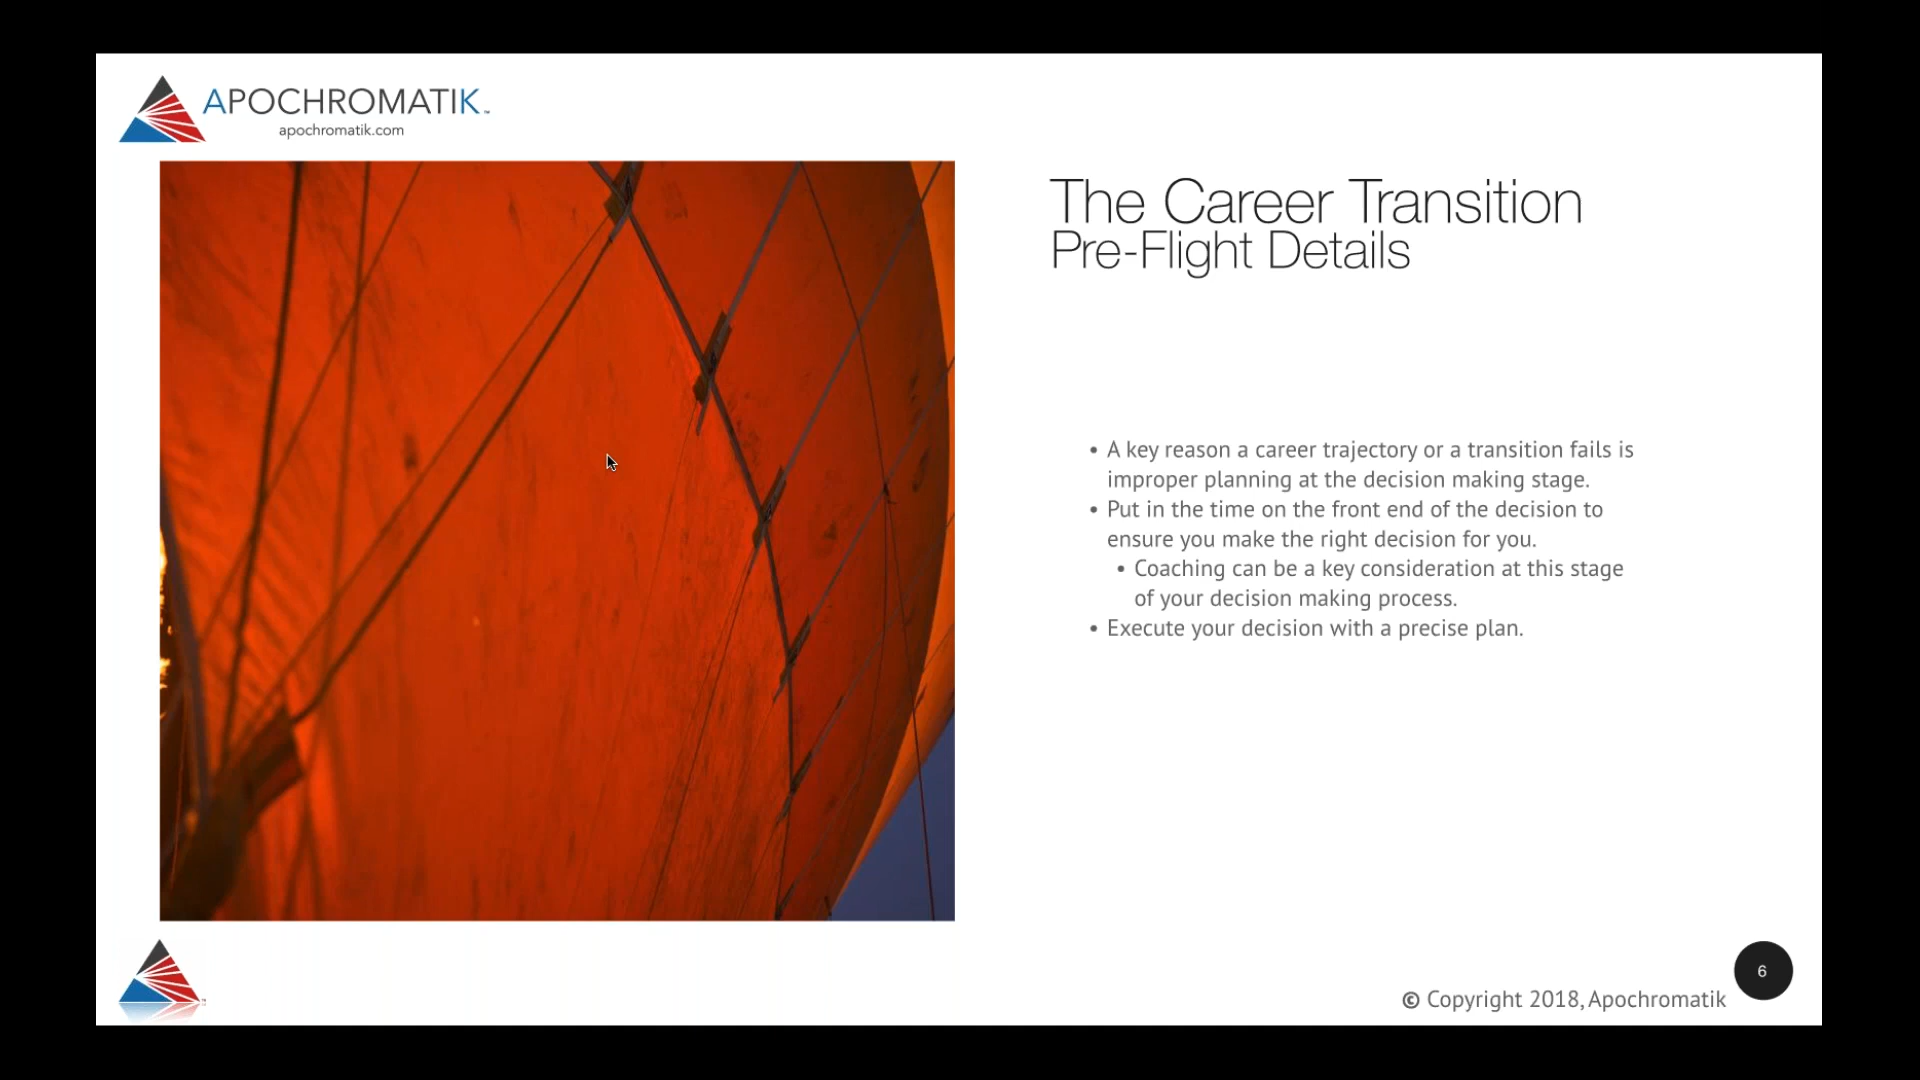 APOCHROMATIK™
apochromatik.com
The Career Transition
Pre-Flight Details
• A key reason a career trajectory or a transition fails is
improper planning at the decision making stage.
• Put in the time on the front end of the decision to
ensure you make the right decision for you.
• Coaching can be a key consideration at this stage
of your decision making process.
• Execute your decision with a precise plan.
6
© Copyright 2018, Apochromatik